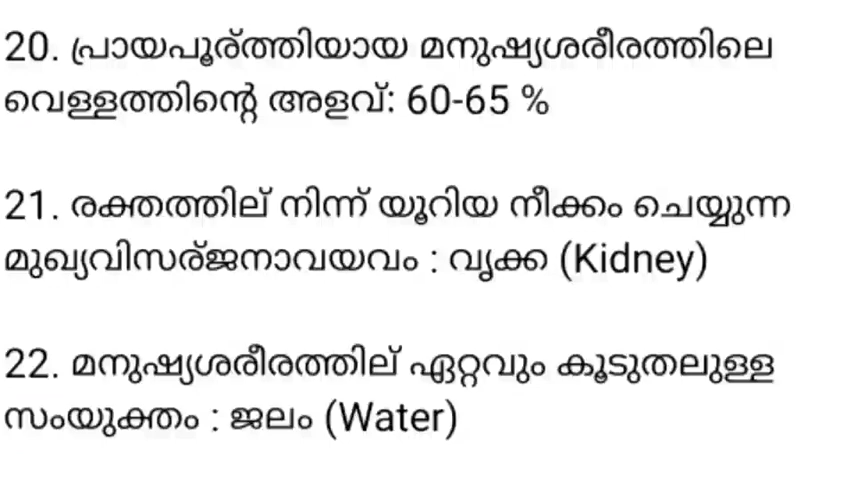 20. പ്രായപൂര്ത്തിയായ മനുഷ്യശരീരത്തിലെ
വെള്ളത്തിന്റെ അളവ്: 60-65 %
21. രക്തത്തില് നിന്ന് യൂറിയ നീക്കം ചെയ്യുന്ന
മുഖ്യവിസര്ജനാവയവം : വൃക്ക (Kidney)
22. മനുഷ്യശരീരത്തില് ഏറ്റവും കൂടുതലുള്ള
സംയുക്തം : ജലം (Water)